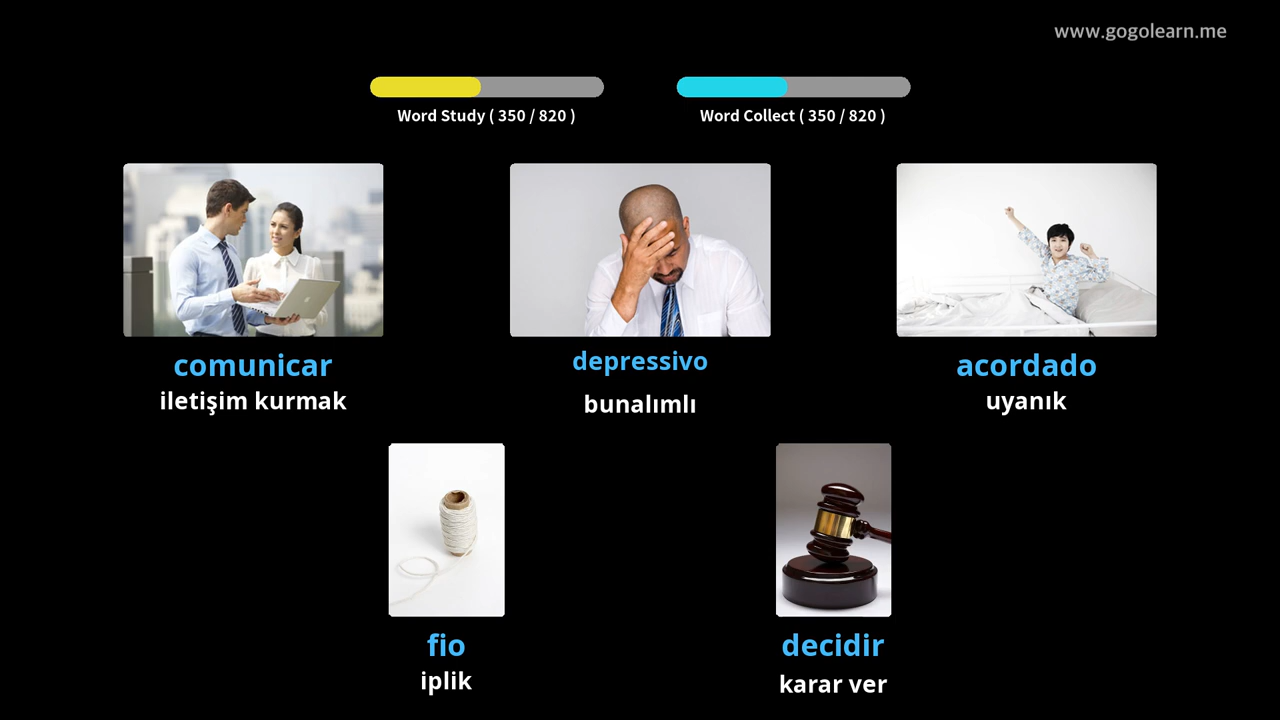 www.gogolearn.me
Word Study ( 350 / 820 )
Word Collect ( 350 / 820 )
comunicar
iletişim kurmak
depressivo
bunalımlı
acordado
uyanık
fio
iplik
decidir
karar ver